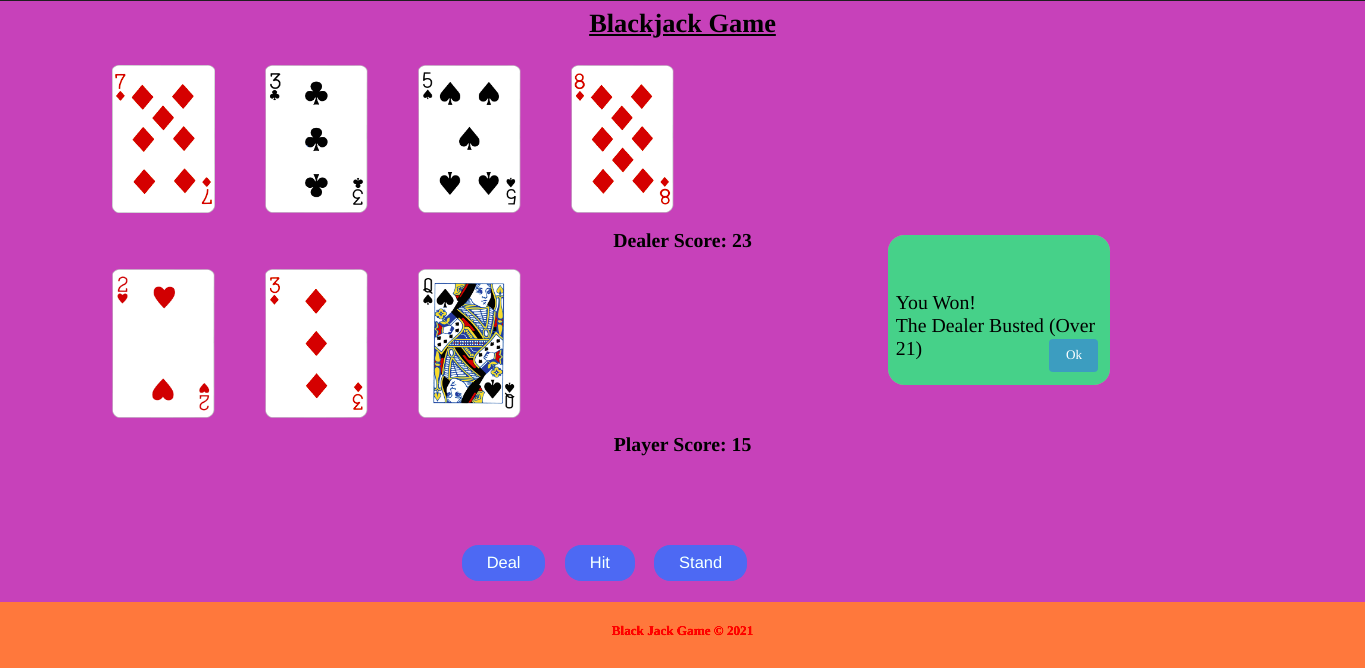 Blackjack Game
7 3 5 8
7 3 5 8
Dealer Score: 23
2 3 Q
2 3 Q
You Won!
The Dealer Busted (Over
21)
Ok
Player Score: 15
Deal Hit Stand
Black Jack Game © 2021